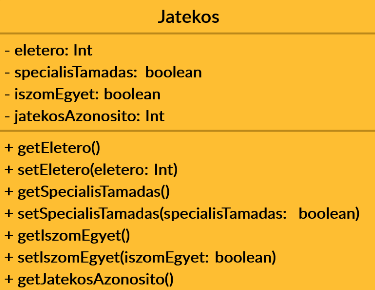 Jatekos
- eletero: Int
- specialisTamadas: boolean
- iszomEgyet: boolean
- jatekosAzonosito: Int
+ getEletero()
+ setEletero(eletero: Int)
+ getSpecialisTamadas()
+ setSpecialisTamadas(specialisTamadas: boolean)
+ getIszomEgyet()
+ setIszomEgyet(iszomEgyet: boolean)
+ getJatekosAzonosito()